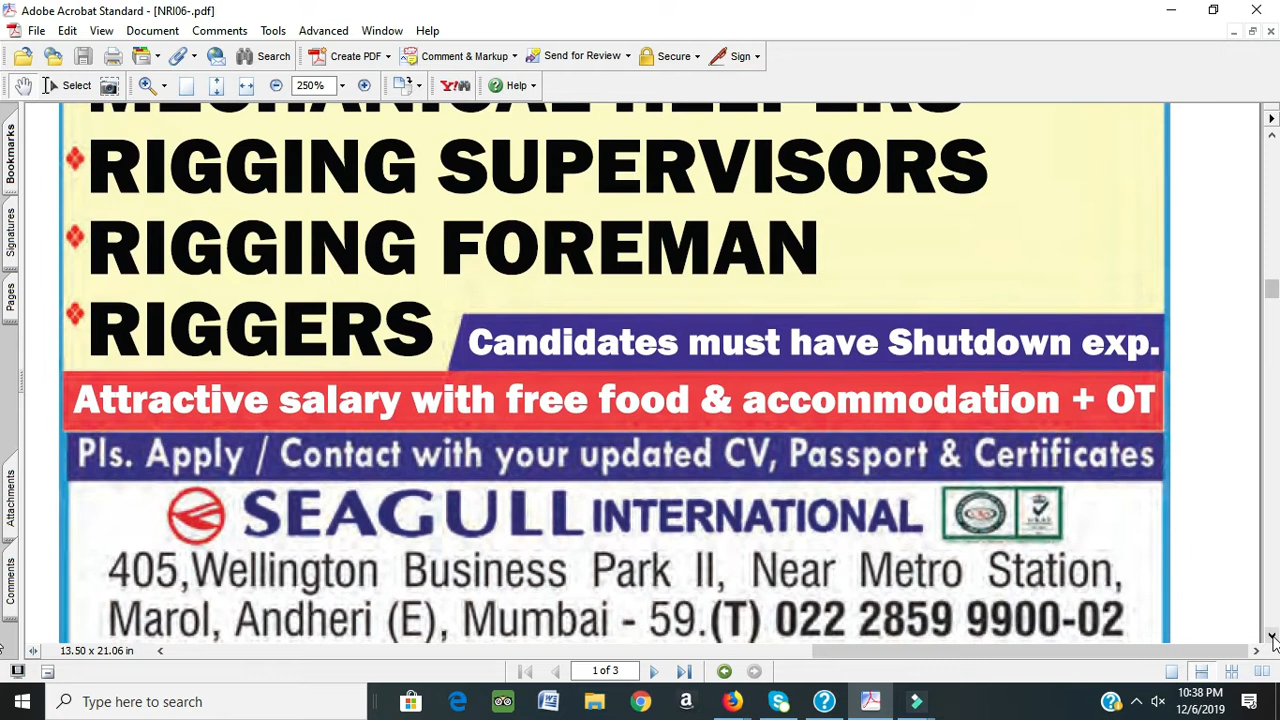 Adobe Acrobat Standard - [NRI06-.pdf]
File Edit View Document Comments Tools Advanced Window Help
Search Create PDF Comment & Markup Send for Review Secure Sign
Select 250% Y! Help
Bookmarks
Signatures
Pages
Attachments
Comments
MECHANICAL HELPERS
RIGGING SUPERVISORS
RIGGING FOREMAN
RIGGERS
Candidates must have Shutdown exp.
Attractive salary with free food & accommodation + OT
Pls. Apply / Contact with your updated CV, Passport & Certificates
SEAGULL INTERNATIONAL
405,Wellington Business Park II, Near Metro Station,
Marol, Andheri (E), Mumbai - 59.(T) 022 2859 9900-02
13.50 x 21.06 in
1 of 3
Type here to search
10:38 PM
12/6/2019